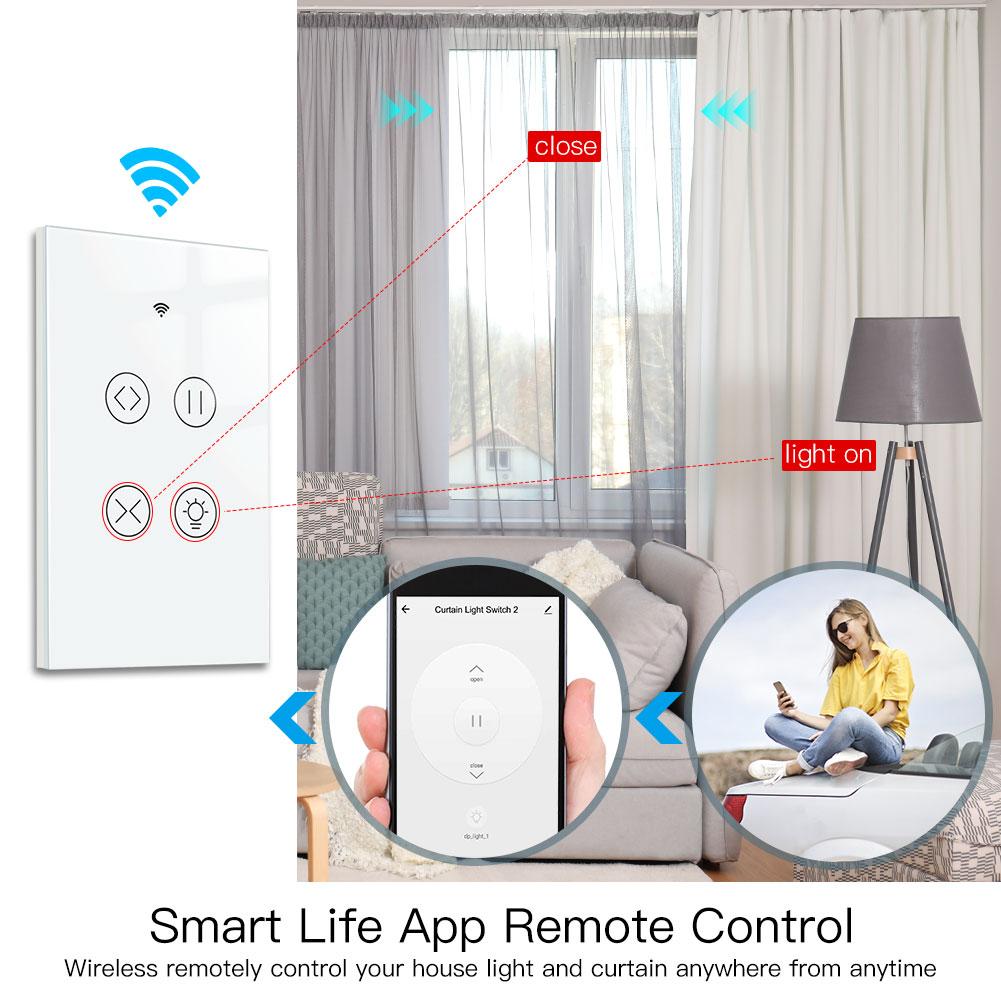 close
light on
Curtain Light Switch 2
open
close
dp_light_1
Smart Life App Remote Control
Wireless remotely control your house light and curtain anywhere from anytime